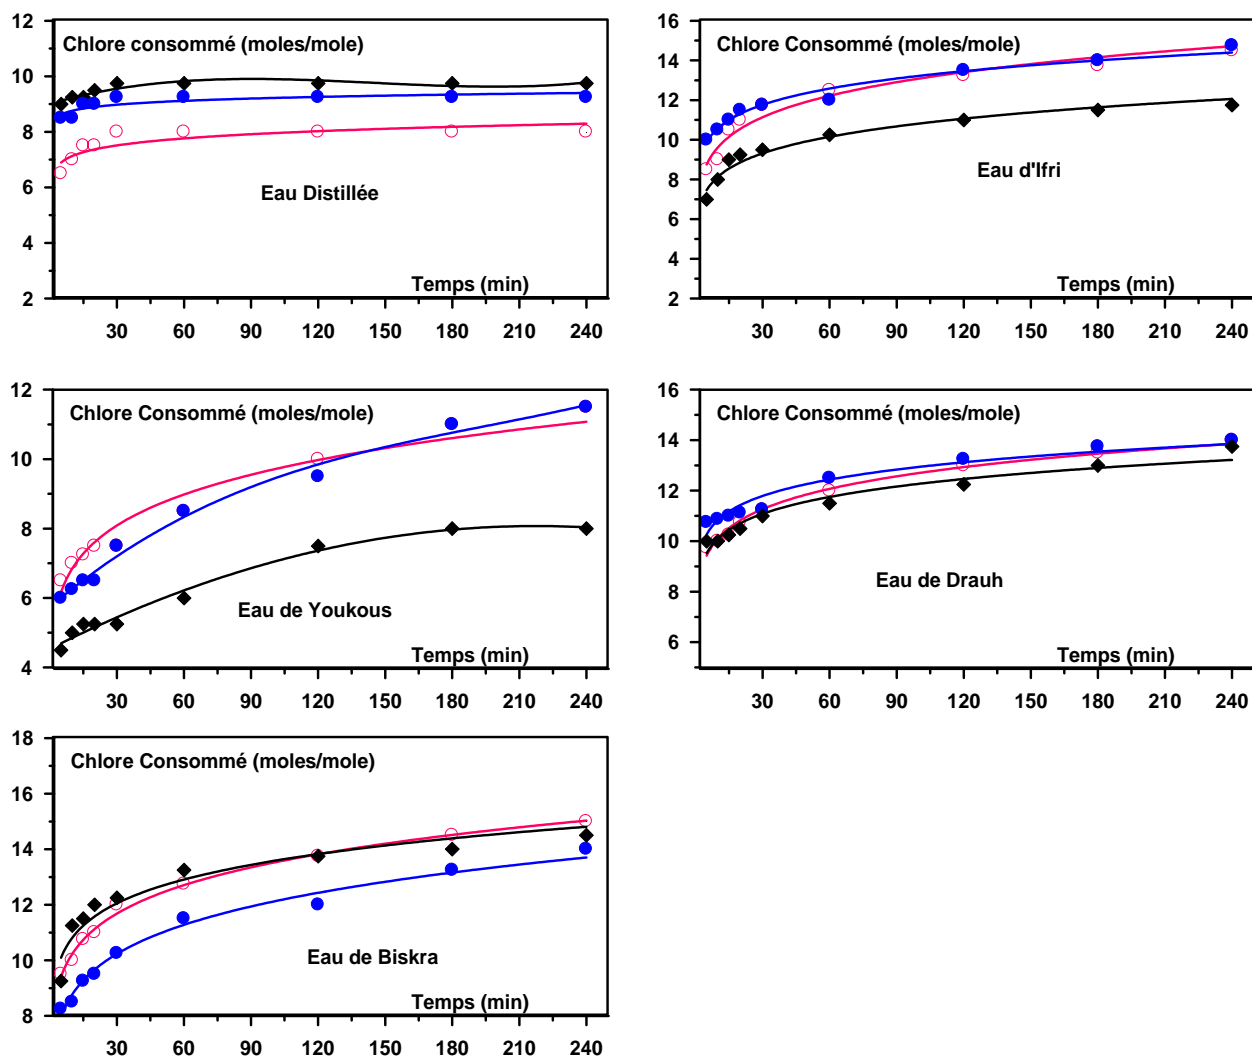 12
10
8
6
4
2
Chlore consommé (moles/mole)
Eau Distillée
Temps (min)
30 60 90 120 150 180 210 240
16
14
12
10
8
6
4
2
Chlore Consommé (moles/mole)
Eau d'Ifri
Temps (min)
30 60 90 120 150 180 210 240
12
10
8
6
4
Chlore Consommé (moles/mole)
Eau de Youkous
Temps (min)
30 60 90 120 150 180 210 240
16
14
12
10
8
6
Chlore Consommé (moles/mole)
Eau de Drauh
Temps (min)
30 60 90 120 150 180 210 240
18
16
14
12
10
8
Chlore Consommé (moles/mole)
Eau de Biskra
Temps (min)
30 60 90 120 150 180 210 240